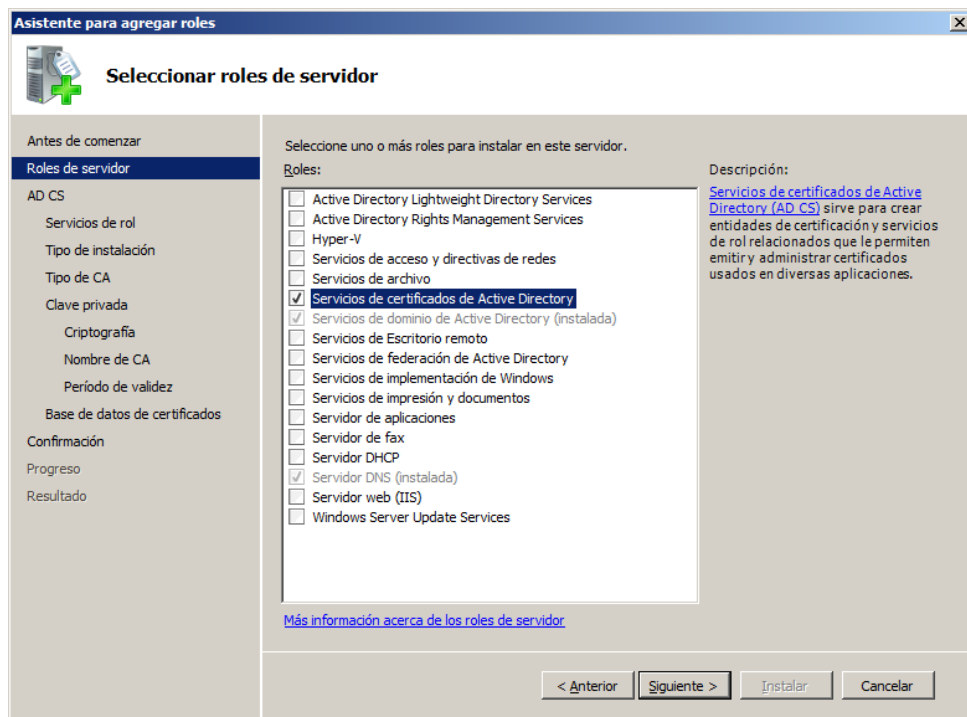 Asistente para agregar roles
Seleccionar roles de servidor
Antes de comenzar
Roles de servidor
AD CS
Servicios de rol
Tipo de instalación
Tipo de CA
Clave privada
Criptografía
Nombre de CA
Período de validez
Base de datos de certificados
Confirmación
Progreso
Resultado
Seleccione uno o más roles para instalar en este servidor.
Roles:
Active Directory Lightweight Directory Services
Active Directory Rights Management Services
Hyper-V
Servicios de acceso y directivas de redes
Servicios de archivo
Servicios de certificados de Active Directory
Servicios de dominio de Active Directory (instalada)
Servicios de Escritorio remoto
Servicios de federación de Active Directory
Servicios de implementación de Windows
Servicios de impresión y documentos
Servidor de aplicaciones
Servidor de fax
Servidor DHCP
Servidor DNS (instalada)
Servidor web (IIS)
Windows Server Update Services
Más información acerca de los roles de servidor
Descripción:
Servicios de certificados de Active
Directory (AD CS) sirve para crear
entidades de certificación y servicios
de rol relacionados que le permiten
emitir y administrar certificados
usados en diversas aplicaciones.
< Anterior
Siguiente >
Instalar
Cancelar